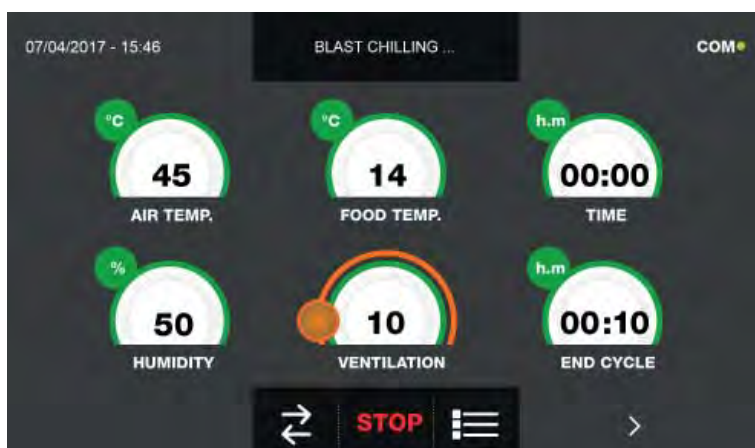 07/04/2017 - 15:46
BLAST CHILLING ...
COM
°C
45
AIR TEMP.
°C
14
FOOD TEMP.
h.m
00:00
TIME
%
50
HUMIDITY
10
VENTILATION
h.m
00:10
END CYCLE
STOP